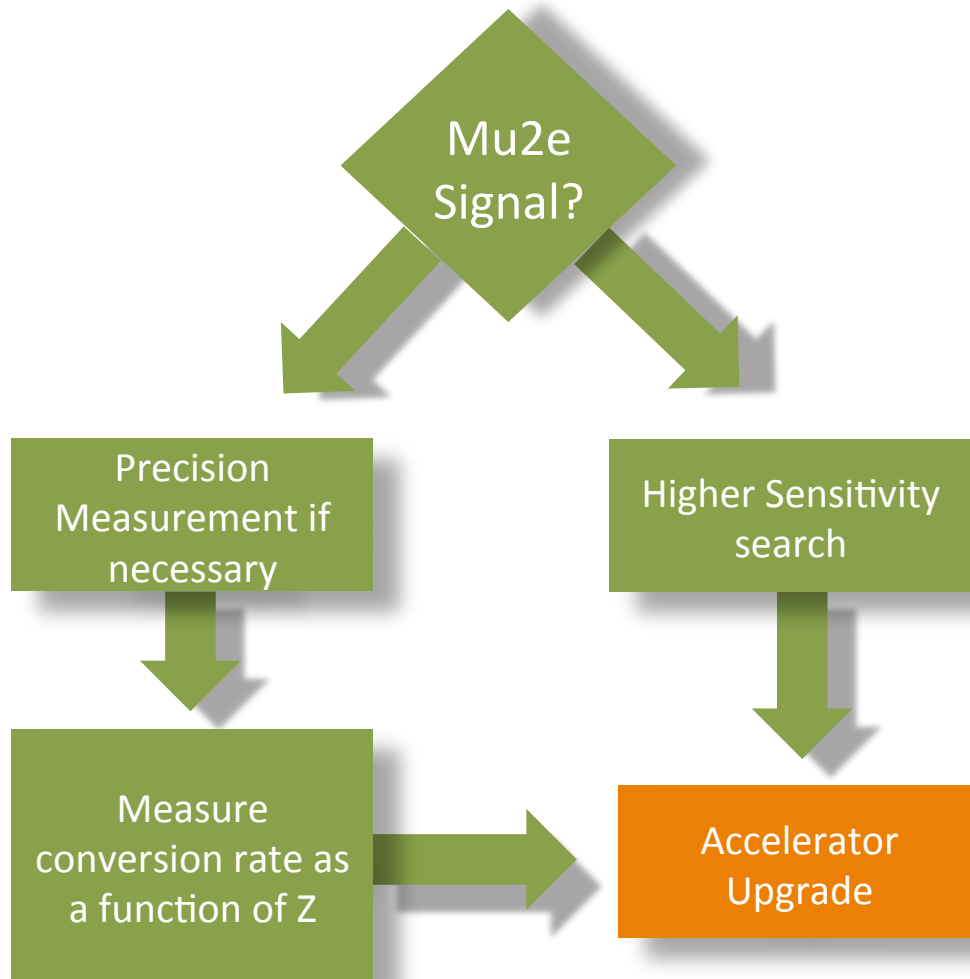 Mu2e
Signal?
Precision
Measurement if
necessary
Higher Sensitivity
search
Measure
conversion rate as
a function of Z
Accelerator
Upgrade